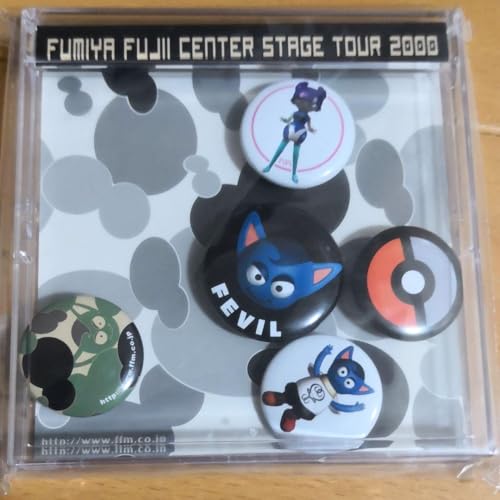 FUMIYA FUJII CENTER STAGE TOUR 2000
FEVIL
http://www.ffm.co.jp
http://www.ffm.co.jp